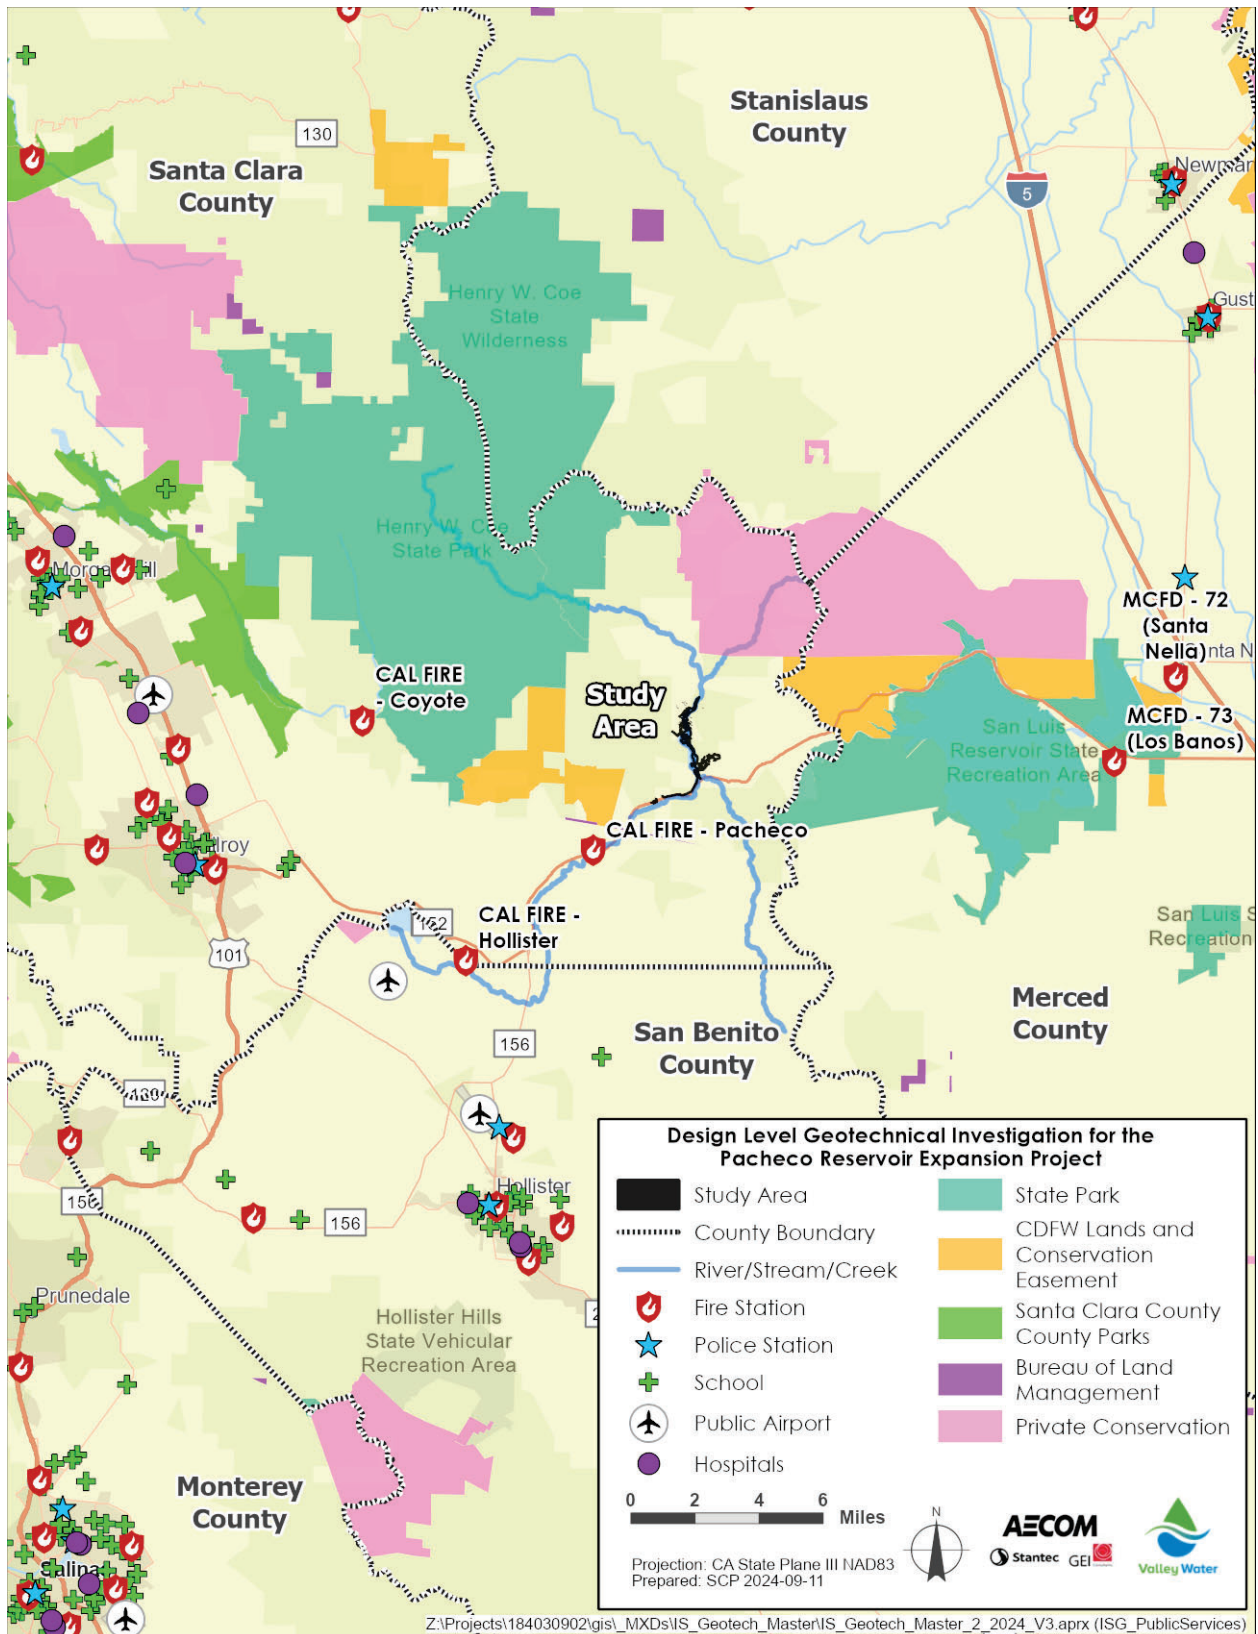 Stanislaus
County
130
Santa Clara
County
5
Newman
Gust
Henry W. Coe
State
Wilderness
Henry W. Coe
State Park
Morgan Hill
MCFD - 72
(Santa
Nella)
CAL FIRE
- Coyote
Study
Area
MCFD - 73
(Los Banos)
San Luis
Reservoir State
Recreation Area
CAL FIRE - Pacheco
lroy
CAL FIRE -
Hollister
152
101
San Luis S
Recreation
Merced
County
San Benito
County
156
Hollister
156
156
Prunedale
Hollister Hills
State Vehicular
Recreation Area
Monterey
County
Salina
Design Level Geotechnical Investigation for the
Pacheco Reservoir Expansion Project
Study Area
County Boundary
River/Stream/Creek
Fire Station
Police Station
School
Public Airport
Hospitals
State Park
CDFW Lands and
Conservation
Easement
Santa Clara County
County Parks
Bureau of Land
Management
Private Conservation
0 2 4 6
Miles
N
AECOM
Stantec GEI
Valley Water
Projection: CA State Plane III NAD83
Prepared: SCP 2024-09-11
Z:\Projects\184030902\gis\_MXDs\IS_Geotech_Master\IS_Geotech_Master_2_2024_V3.aprx (ISG_PublicServices)